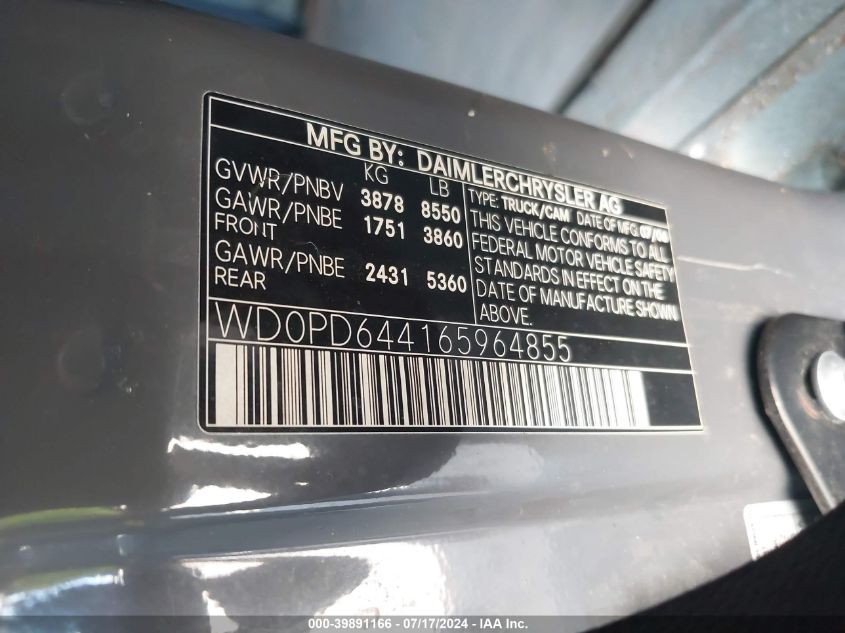 MFG BY: DAIMLERCHRYSLER AG
KG LB
GVWR/PNBV 3878 8550
GAWR/PNBE 1751 3860
FRONT
GAWR/PNBE 2431 5360
REAR
TYPE: TRUCK/CAM DATE OF MFG.
THIS VEHICLE CONFORMS TO ALL
FEDERAL MOTOR VEHICLE SAFETY
STANDARDS IN EFFECT ON THE
DATE OF MANUFACTURE SHOWN
ABOVE.
WD0PD644165964855
000-39891166 - 07/17/2024 - IAA Inc.